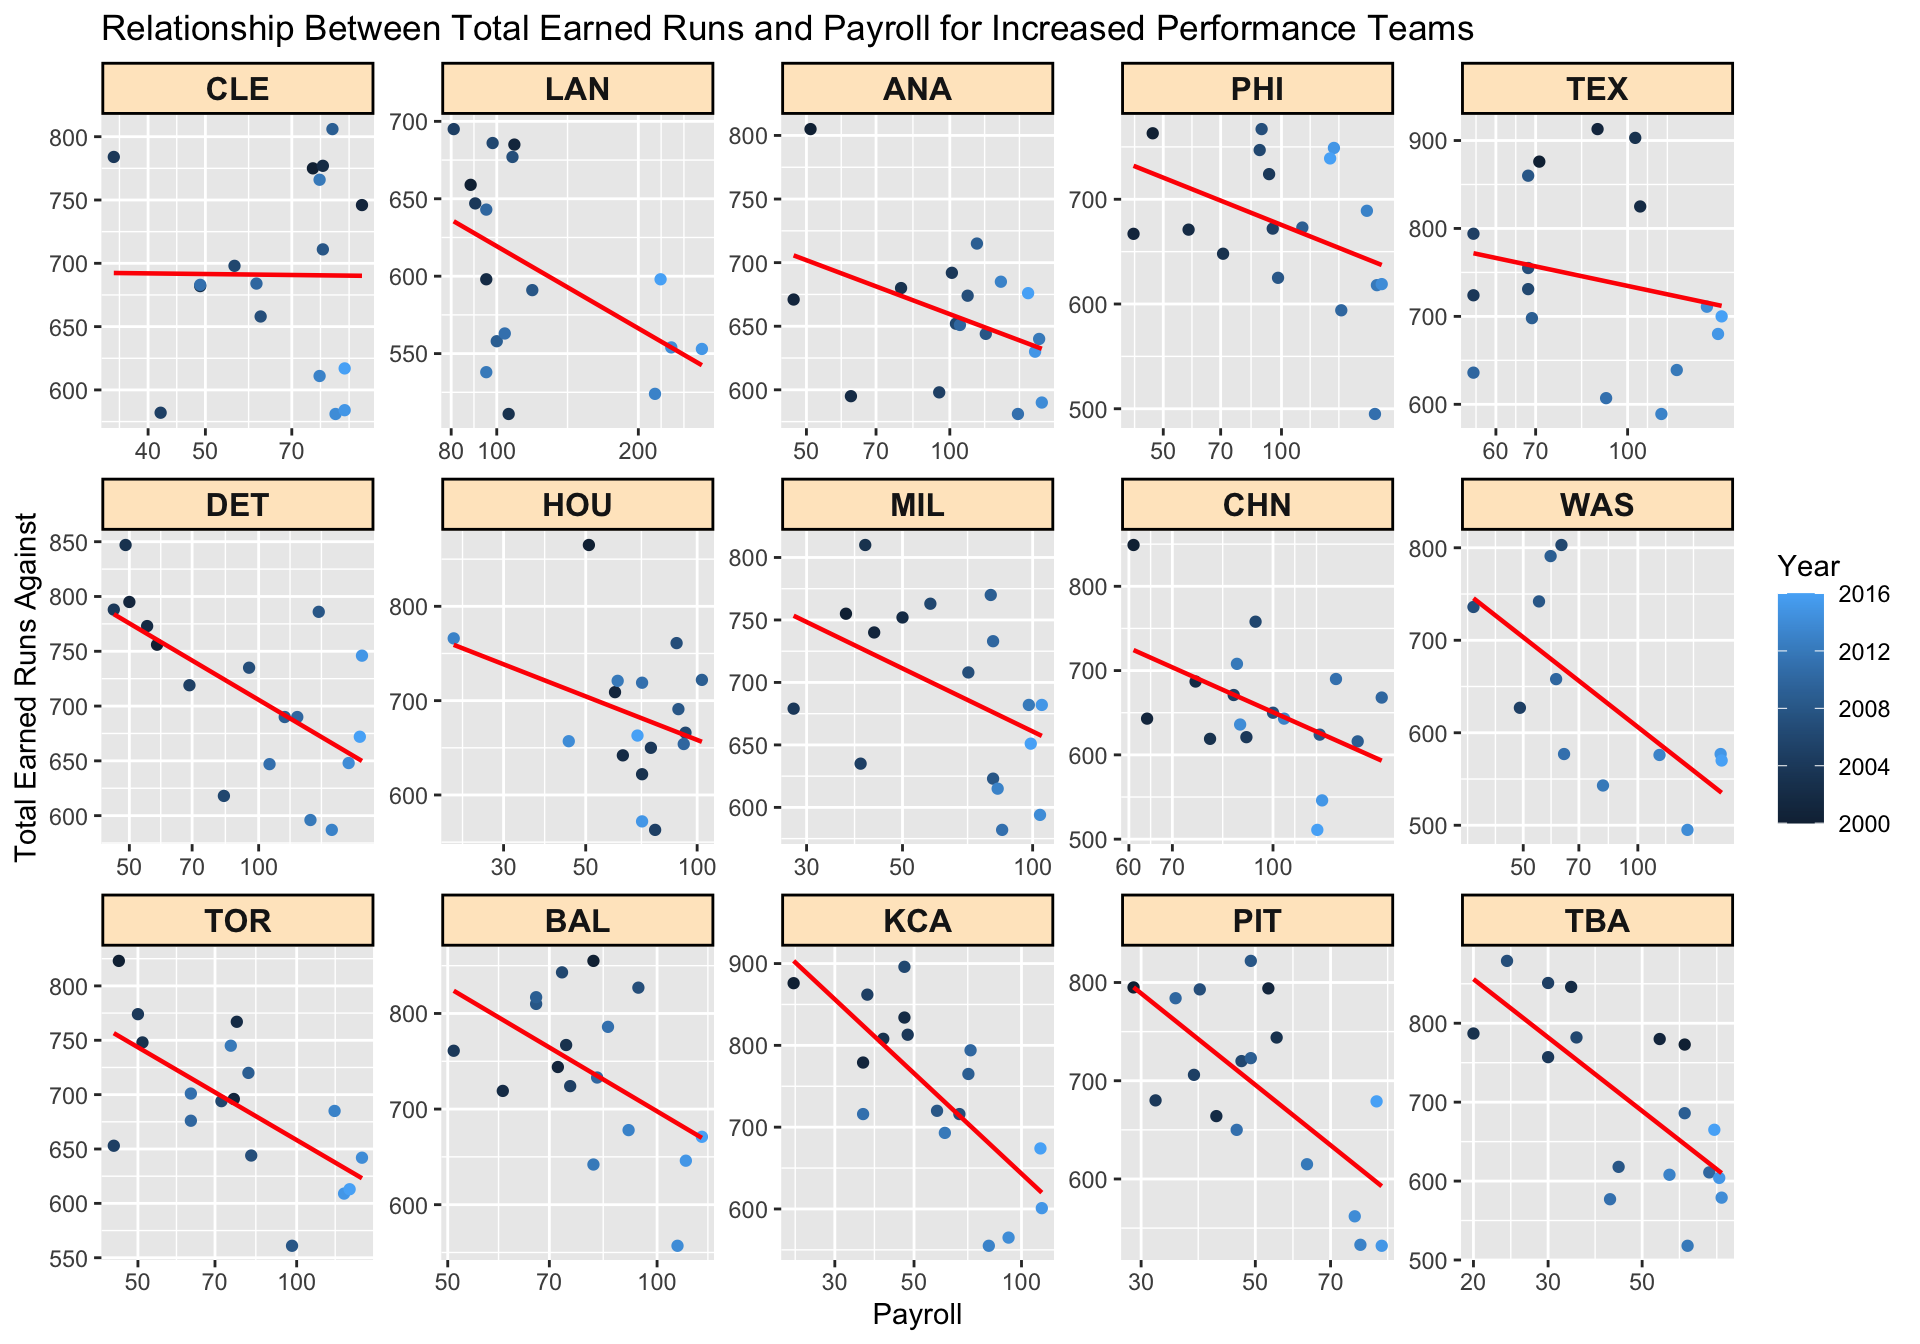 Relationship Between Total Earned Runs and Payroll for Increased Performance Teams
CLE
LAN
ANA
PHI
TEX
800
750
700
650
600
40 50 70
700
650
600
550
80 100 200
800
700
600
50 70 100
700
600
500
50 70 100
900
800
700
600
60 70 100
DET
HOU
MIL
CHN
WAS
850
800
750
700
650
600
50 70 100
800
700
600
30 50 100
800
750
700
650
600
30 50 100
800
700
600
500
60 70 100
800
700
600
500
50 70 100
TOR
BAL
KCA
PIT
TBA
800
750
700
650
600
550
50 70 100
800
700
600
50 70 100
900
800
700
600
30 50 100
800
700
600
30 50 70
800
700
600
500
20 30 50
Total Earned Runs Against
Payroll
Year
2016
2012
2008
2004
2000